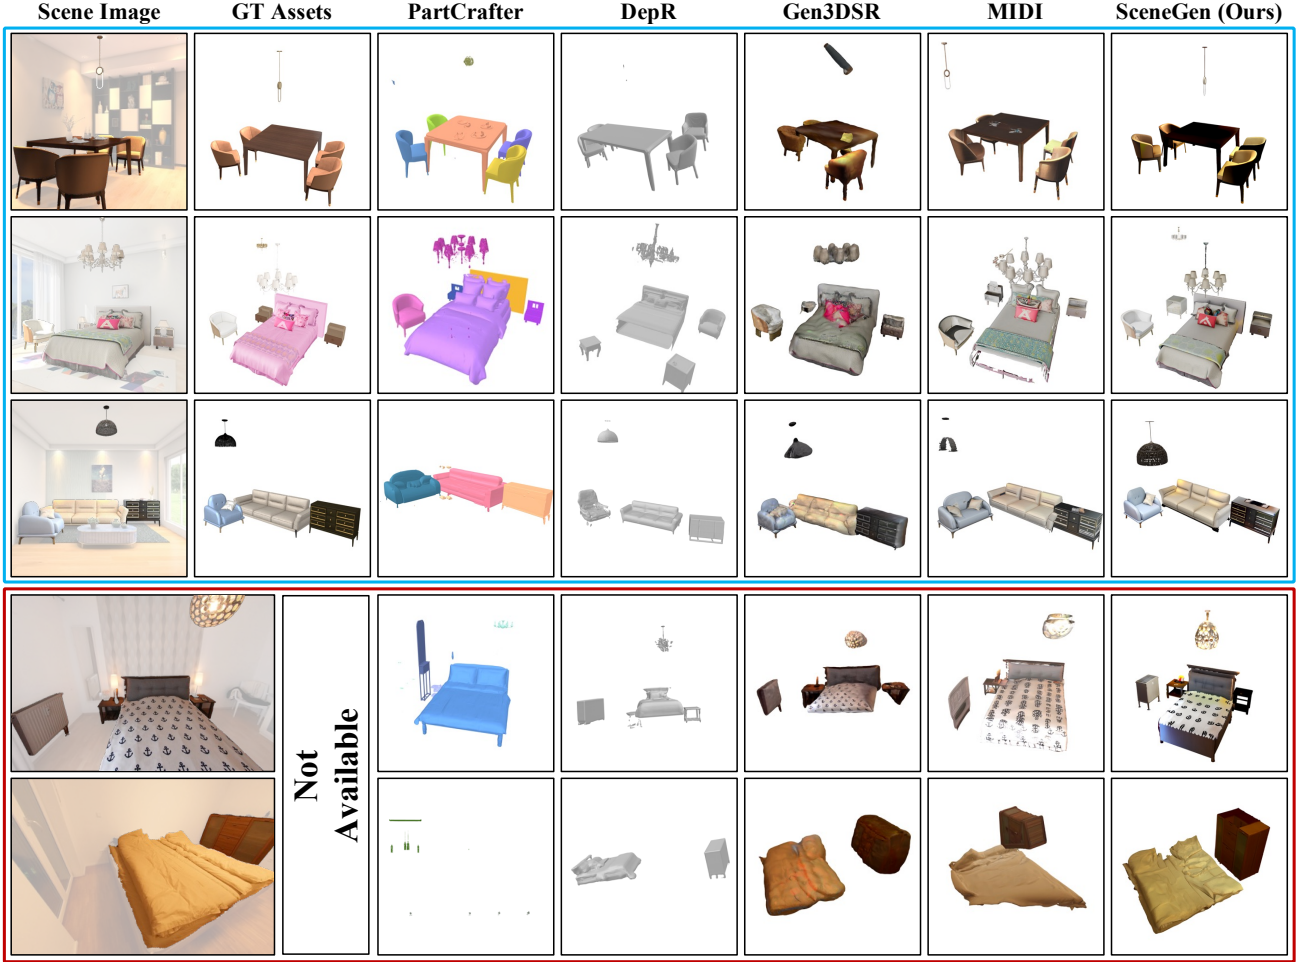 Scene Image
GT Assets
PartCrafter
DepR
Gen3DSR
MIDI
SceneGen (Ours)
Not
Available